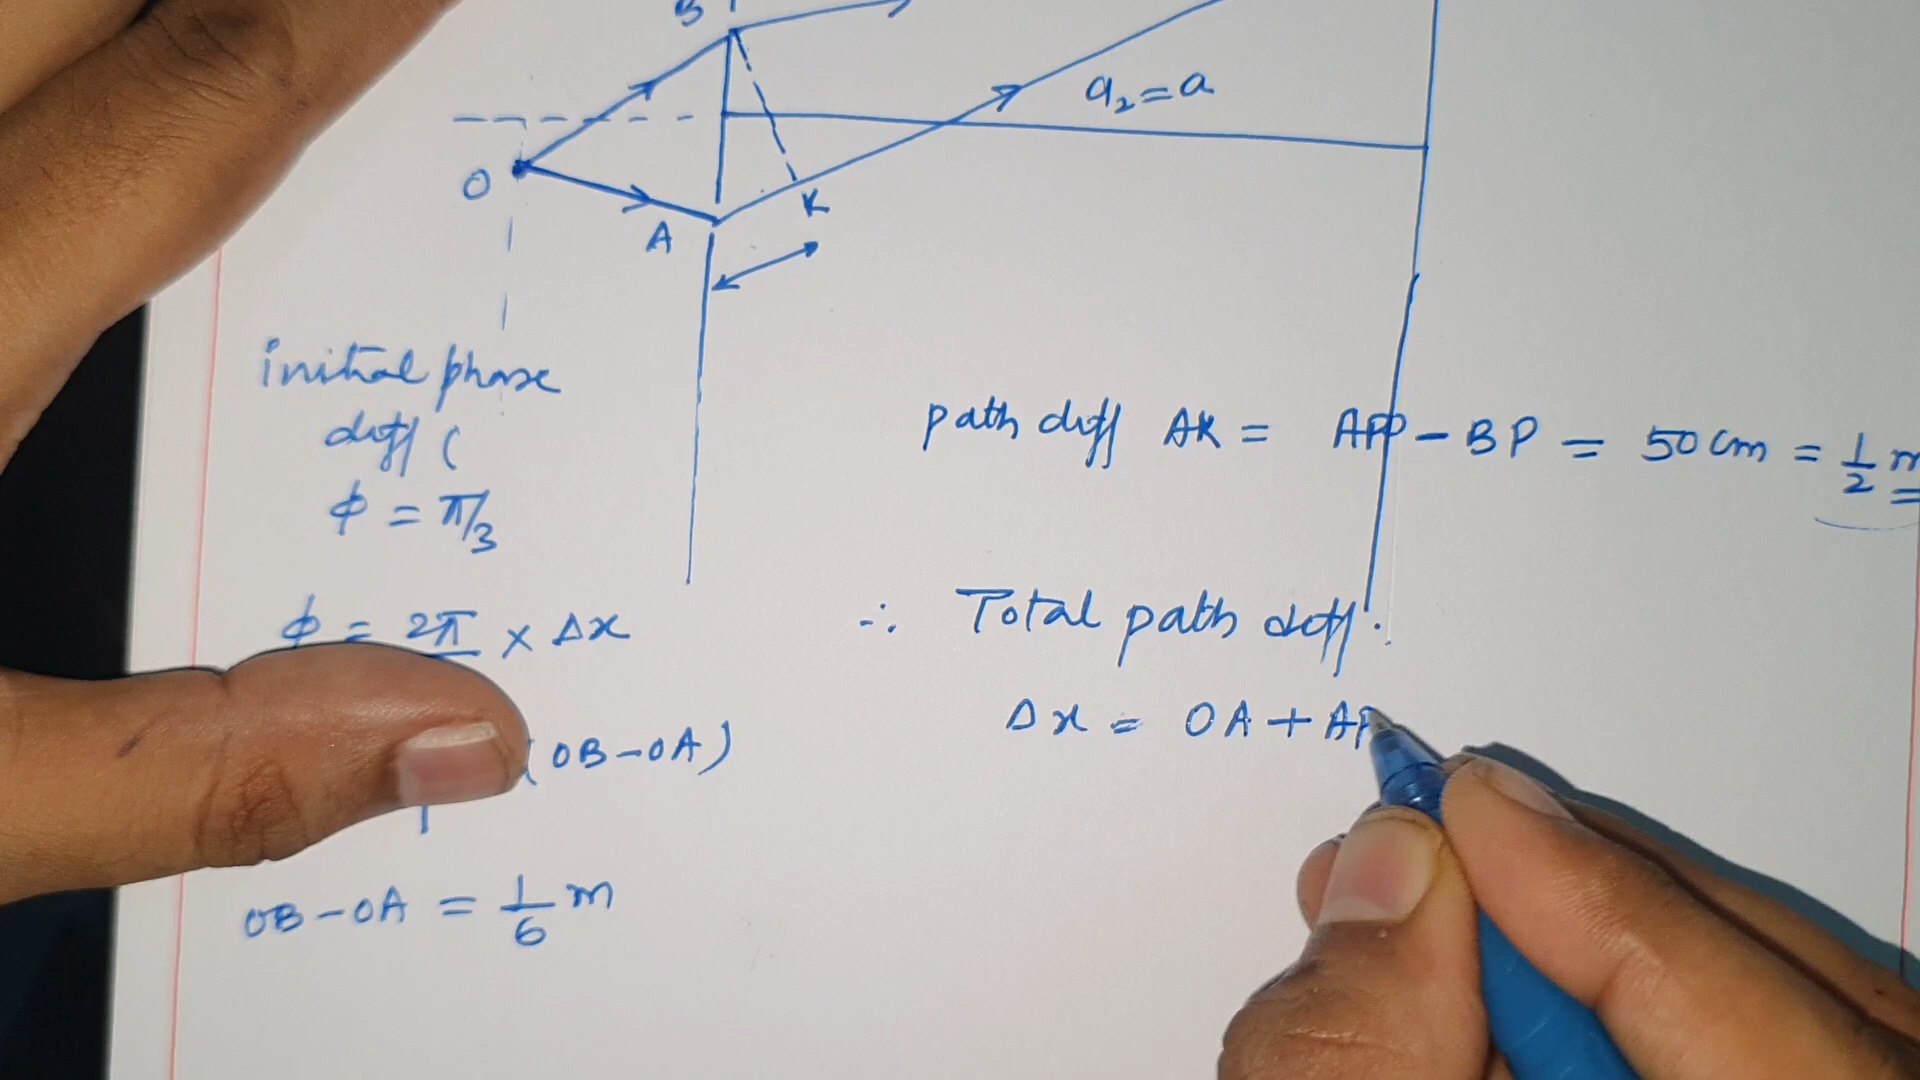 B
a₂=a
O
K
A
initial phase
diff (
φ = π/3
path diff AK = APP - BP = 50 cm = 1/2 m
φ = 2π × Δx
∴ Total path diff.
Δx = OA + AP
(OB-OA)
OB-OA = 1/6 m